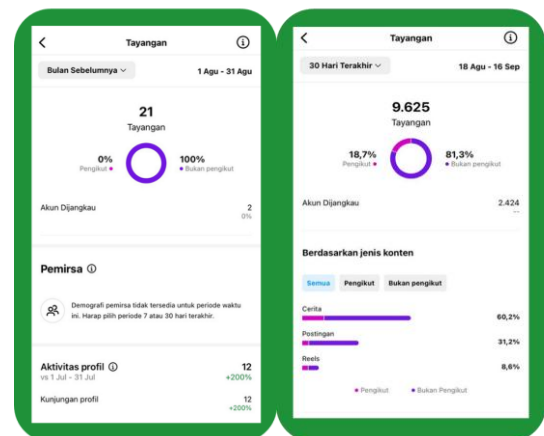 Tayangan
Bulan Sebelumnya
1 Agu - 31 Agu
21
Tayangan
0%
Pengikut
100%
Bukan pengikut
Akun Dijangkau
2
0%
Pemirsa
Demografi pemirsa tidak tersedia untuk periode waktu
ini. Harap pilih periode 7 atau 30 hari terakhir.
Aktivitas profil
12
vs 1 Jul - 31 Jul
+200%
Kunjungan profil
12
+200%
Tayangan
30 Hari Terakhir
18 Agu - 16 Sep
9.625
Tayangan
18,7%
Pengikut
81,3%
Bukan pengikut
Akun Dijangkau
2.424
--
Berdasarkan jenis konten
Semua
Pengikut
Bukan pengikut
Cerita
60,2%
Postingan
31,2%
Reels
8,6%
Pengikut
Bukan Pengikut